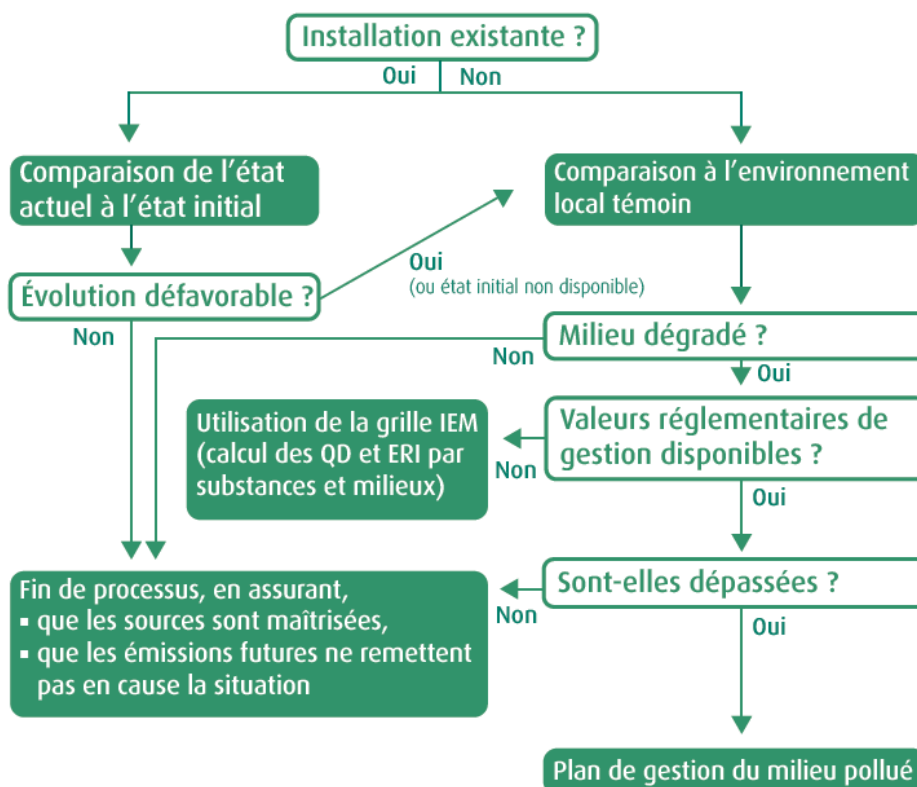 Installation existante ?
Oui
Non
Comparaison de l'état
actuel à l'état initial
Comparaison à l'environnement
local témoin
Oui
(ou état initial non disponible)
Évolution défavorable ?
Non
Milieu dégradé ?
Non
Oui
Utilisation de la grille IEM
(calcul des QD et ERI par
substances et milieux)
Valeurs réglementaires de
gestion disponibles ?
Non
Oui
Fin de processus, en assurant,
▪ que les sources sont maîtrisées,
▪ que les émissions futures ne remettent
pas en cause la situation
Sont-elles dépassées ?
Non
Oui
Plan de gestion du milieu pollué